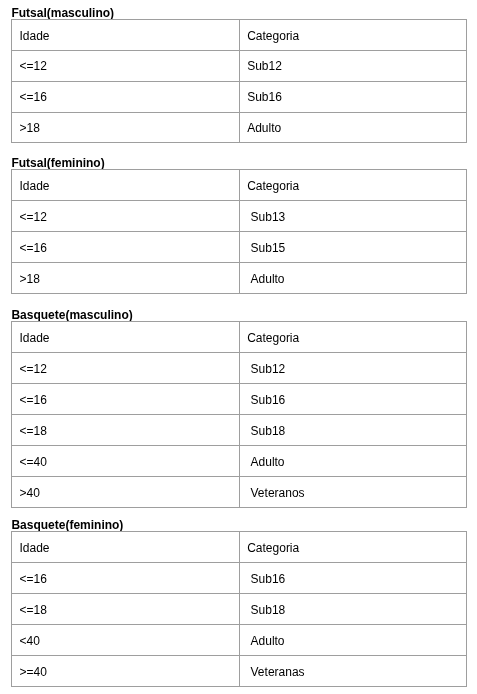 Futsal(masculino)
Idade Categoria
<=12 Sub12
<=16 Sub16
>18 Adulto
Futsal(feminino)
Idade Categoria
<=12 Sub13
<=16 Sub15
>18 Adulto
Basquete(masculino)
Idade Categoria
<=12 Sub12
<=16 Sub16
<=18 Sub18
<=40 Adulto
>40 Veteranos
Basquete(feminino)
Idade Categoria
<=16 Sub16
<=18 Sub18
<40 Adulto
>=40 Veteranas